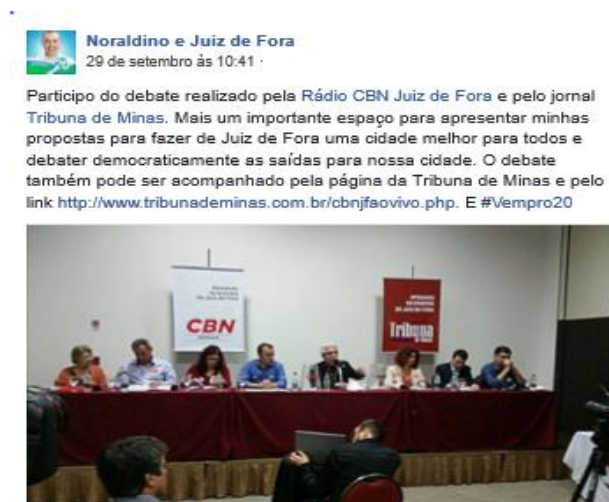 Noraldino e Juiz de Fora
29 de setembro às 10:41 ·
Participo do debate realizado pela Rádio CBN Juiz de Fora e pelo jornal
Tribuna de Minas. Mais um importante espaço para apresentar minhas
propostas para fazer de Juiz de Fora uma cidade melhor para todos e
debater democraticamente as saídas para nossa cidade. O debate
também pode ser acompanhado pela página da Tribuna de Minas e pelo
link http://www.tribunademinas.com.br/cbnjfaovivo.php. E #Vempro20
CBN
Tribuna